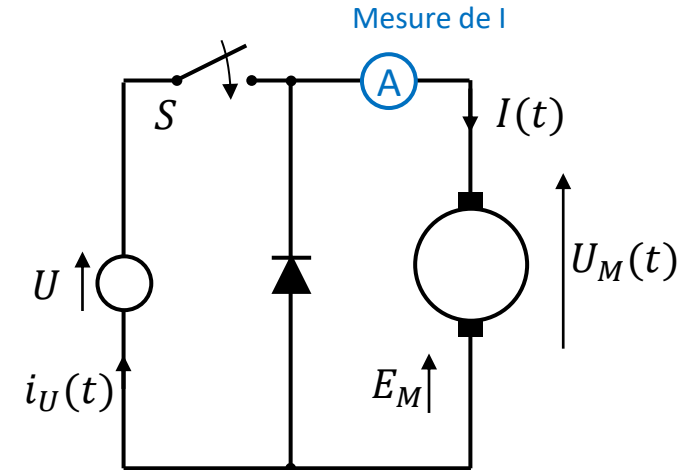 Mesure de I
A
S
I(t)
U
U_M(t)
i_U(t)
E_M